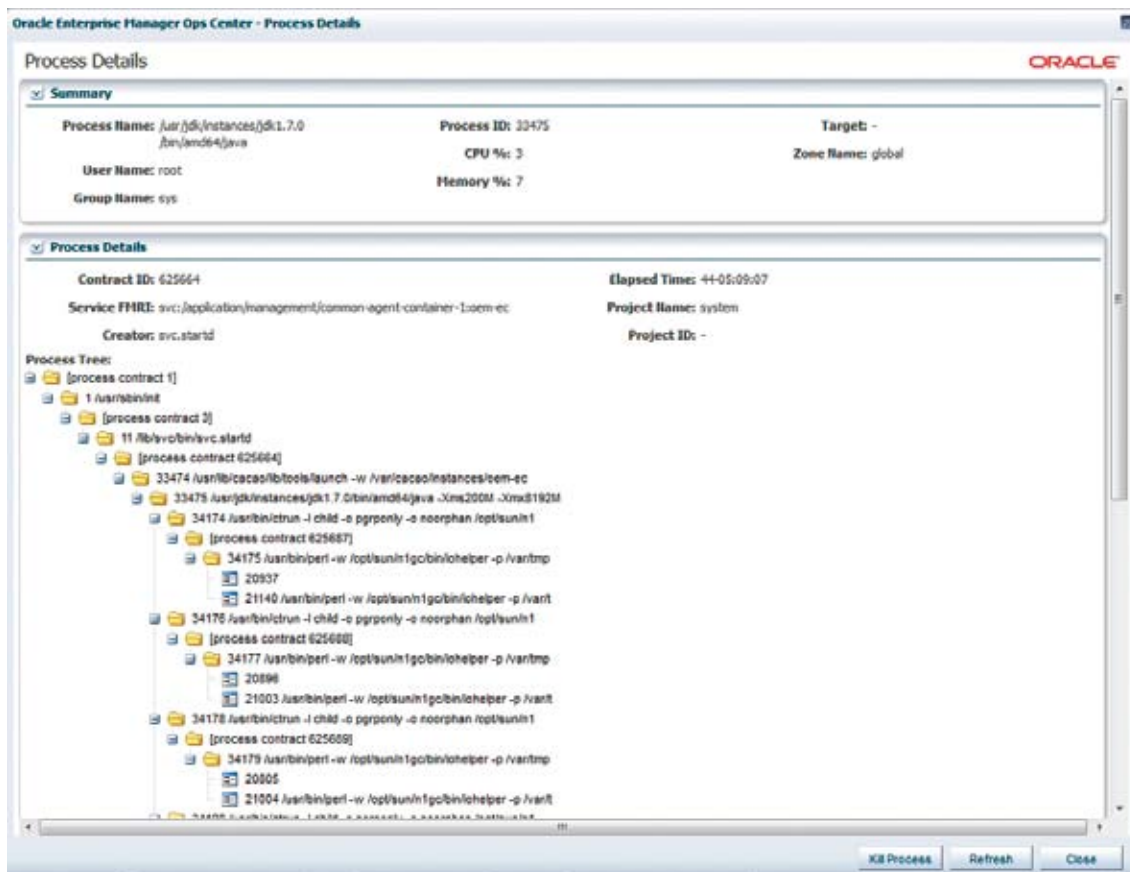 Oracle Enterprise Manager Ops Center - Process Details
Process Details
ORACLE
Summary
Process Name: /usr/jdk/instances/jdk1.7.0
/bin/amd64/java
User Name: root
Group Name: sys
Process ID: 33475
CPU %: 3
Memory %: 7
Target: -
Zone Name: global
Process Details
Contract ID: 625664
Service FMRI: svc:/application/management/common-agent-container-1:oem-ec
Creator: svc.startd
Elapsed Time: 44-05:09:07
Project Name: system
Project ID: -
Process Tree:
[process contract 1]
1 /usr/sbin/init
[process contract 3]
11 /lib/svc/bin/svc.startd
[process contract 625664]
33474 /usr/lib/cacao/lib/tools/launch -w /var/cacao/instances/oem-ec
33475 /usr/jdk/instances/jdk1.7.0/bin/amd64/java -Xms200M -Xmx8192M
34174 /usr/bin/ctrun -l child -o pgrponly -o noorphan /opt/sun/n1
[process contract 625687]
34175 /usr/bin/perl -w /opt/sun/n1gc/bin/iohelper -p /var/tmp
20937
21140 /usr/bin/perl -w /opt/sun/n1gc/bin/iohelper -p /var/t
34176 /usr/bin/ctrun -l child -o pgrponly -o noorphan /opt/sun/n1
[process contract 625688]
34177 /usr/bin/perl -w /opt/sun/n1gc/bin/iohelper -p /var/tmp
20896
21003 /usr/bin/perl -w /opt/sun/n1gc/bin/iohelper -p /var/t
34178 /usr/bin/ctrun -l child -o pgrponly -o noorphan /opt/sun/n1
[process contract 625689]
34179 /usr/bin/perl -w /opt/sun/n1gc/bin/iohelper -p /var/tmp
20805
21004 /usr/bin/perl -w /opt/sun/n1gc/bin/iohelper -p /var/t
Kill Process
Refresh
Close